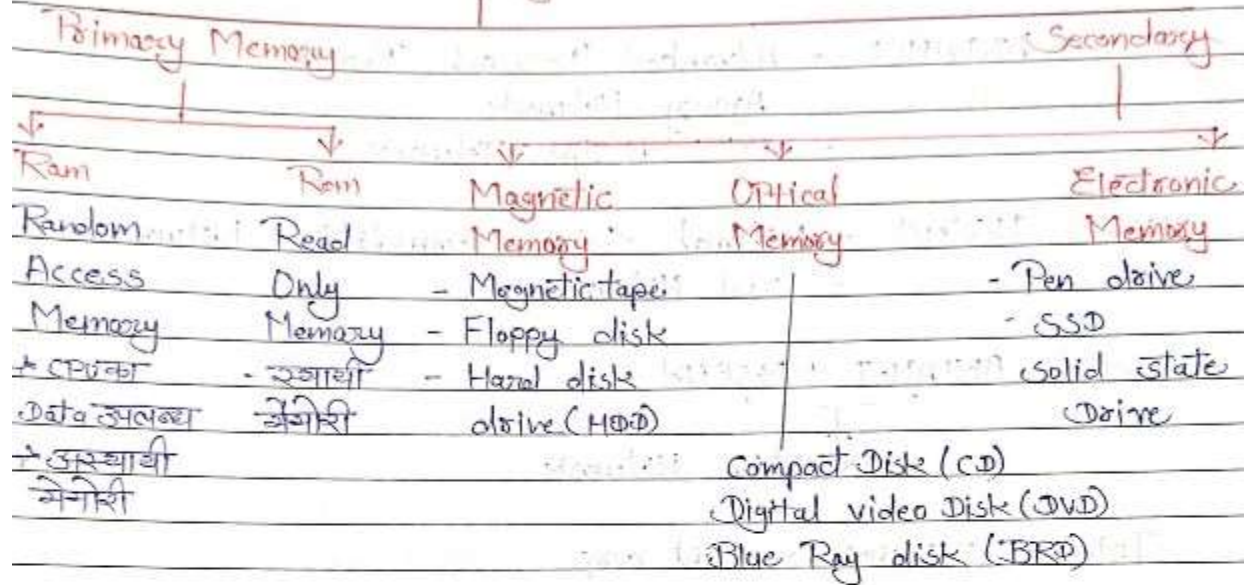 Primary Memory Secondary
Ram Rom Magnetic Optical Electronic
Random Read Memory Memory Memory
Access Only - Magnetic tape - Pen drive
Memory Memory - Floppy disk - SSD
* CPU का - स्थायी - Hard disk Solid state
Data उपलब्ध मेमोरी drive (HDD) Drive
* अस्थायी Compact Disk (CD)
मेमोरी Digital video Disk (DVD)
Blue Ray disk (BRD)